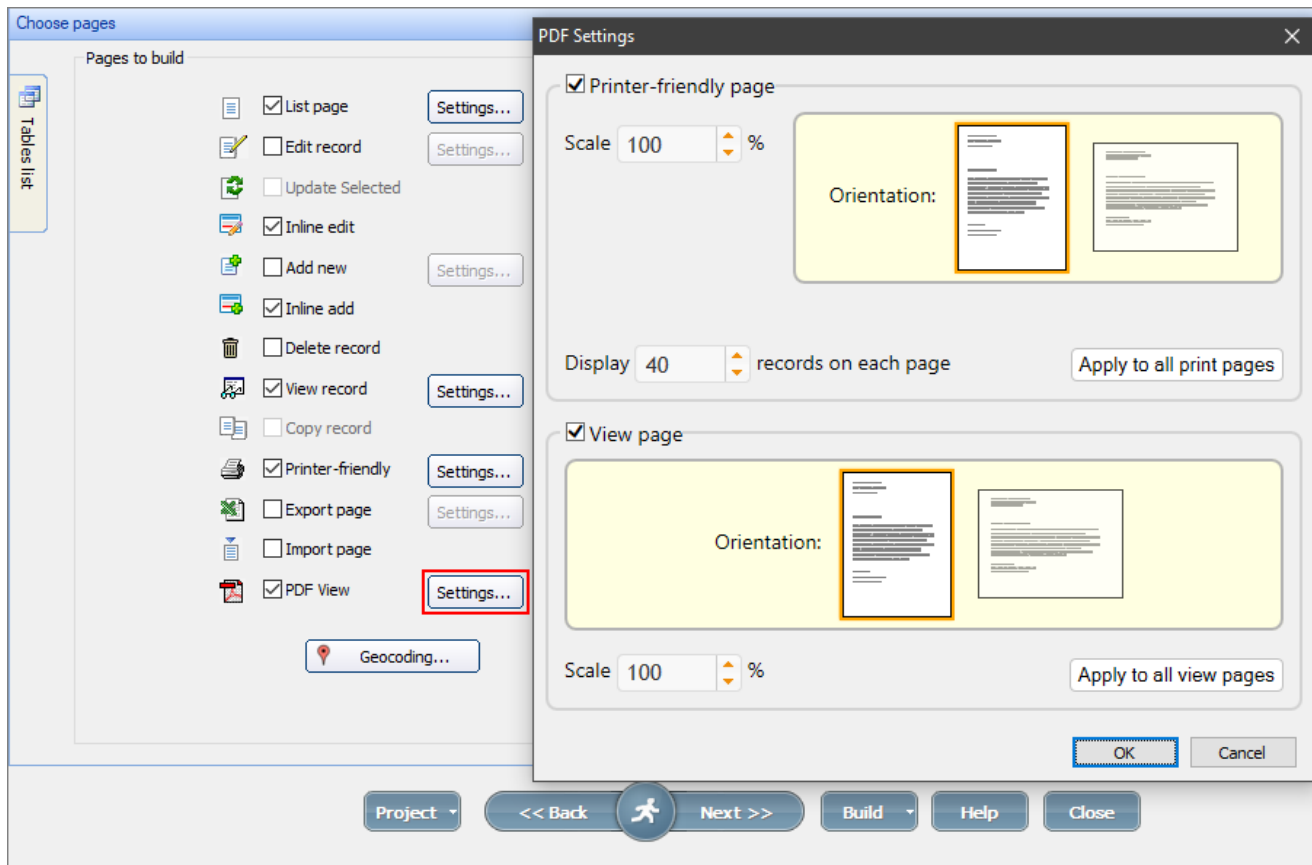 Choose pages
Tables list
Pages to build
List page Settings...
Edit record Settings...
Update Selected
Inline edit
Add new Settings...
Inline add
Delete record
View record Settings...
Copy record
Printer-friendly Settings...
Export page Settings...
Import page
PDF View Settings...
Geocoding...
PDF Settings
Printer-friendly page
Scale 100 %
Orientation:
Display 40 records on each page Apply to all print pages
View page
Orientation:
Scale 100 % Apply to all view pages
OK Cancel
Project << Back Next >> Build Help Close